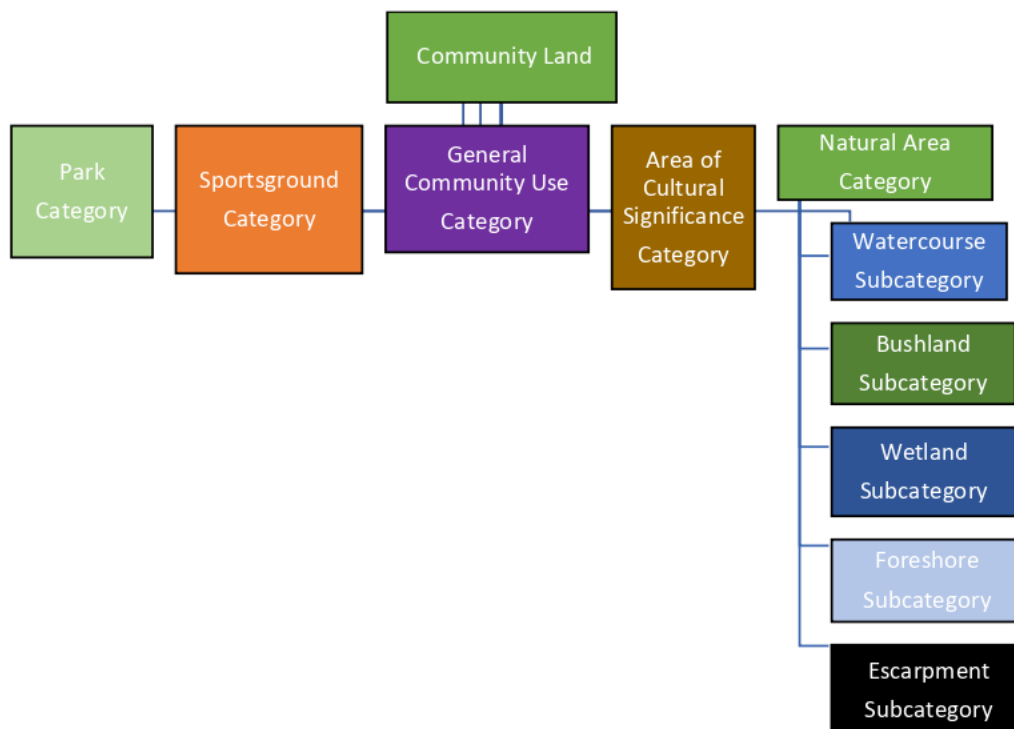 Community Land
Park
Category
Sportsground
Category
General
Community Use
Category
Area of
Cultural
Significance
Category
Natural Area
Category
Watercourse
Subcategory
Bushland
Subcategory
Wetland
Subcategory
Foreshore
Subcategory
Escarpment
Subcategory